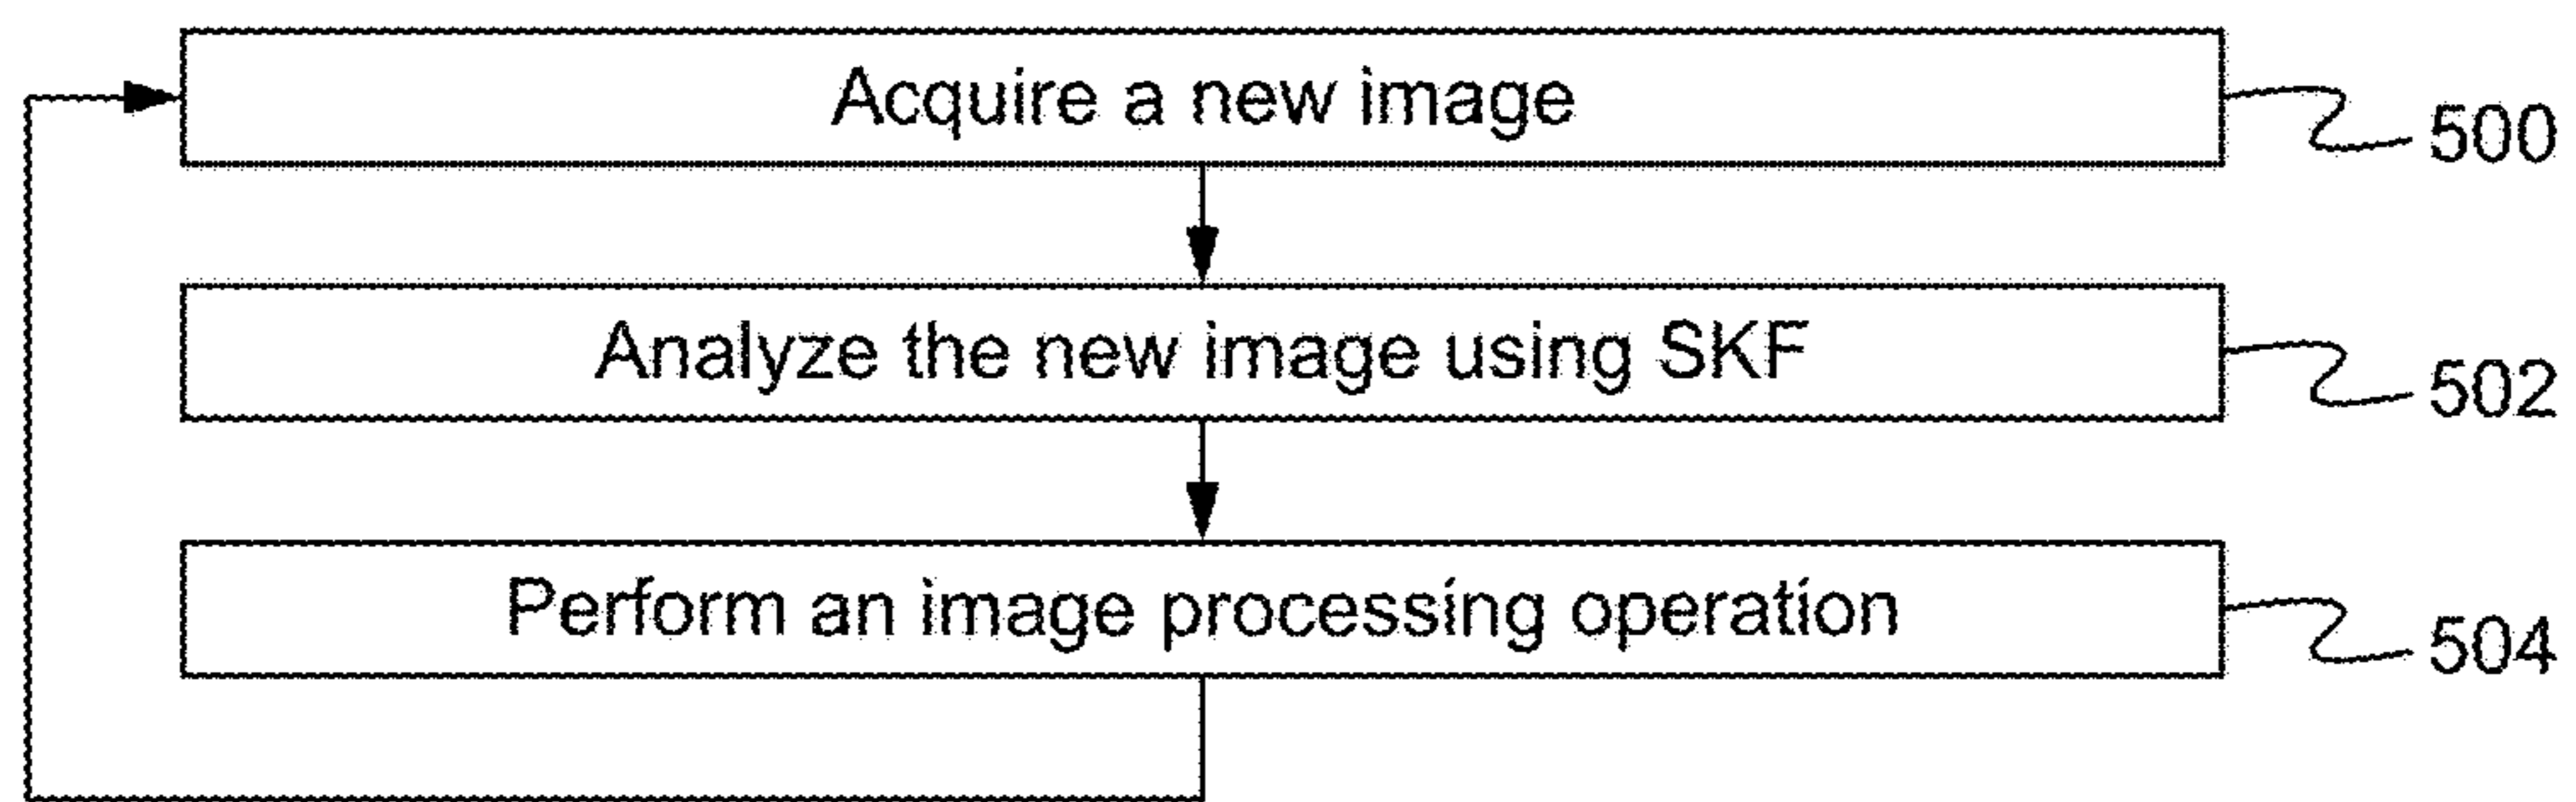 Acquire a new image
500
Analyze the new image using SKF
502
Perform an image processing operation
504